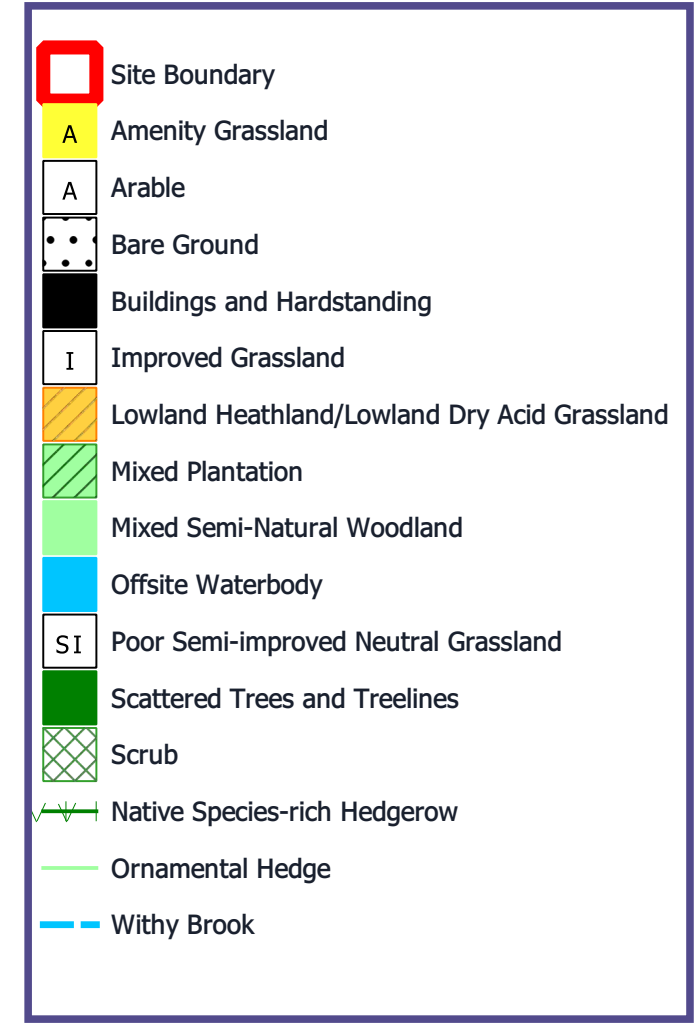 Site Boundary
A Amenity Grassland
A Arable
Bare Ground
Buildings and Hardstanding
I Improved Grassland
Lowland Heathland/Lowland Dry Acid Grassland
Mixed Plantation
Mixed Semi-Natural Woodland
Offsite Waterbody
SI Poor Semi-improved Neutral Grassland
Scattered Trees and Treelines
Scrub
Native Species-rich Hedgerow
Ornamental Hedge
Withy Brook